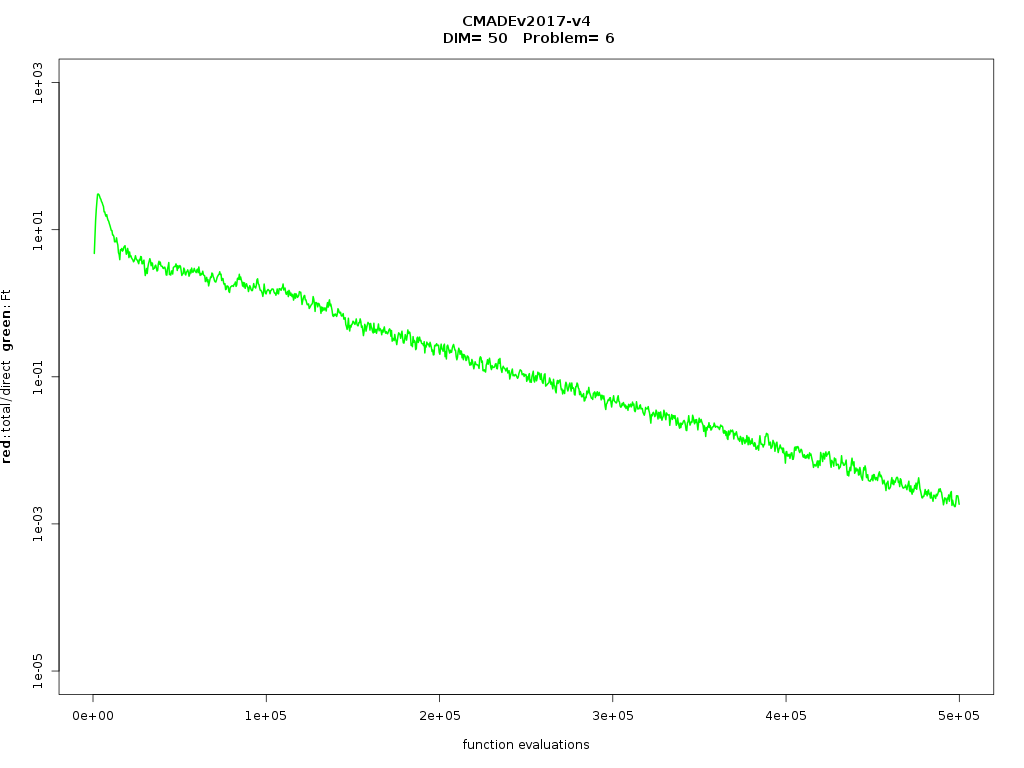 CMADEv2017-v4
DIM= 50 Problem= 6
1e+03
1e+01
1e-01
1e-03
1e-05
red: total/direct green: Ft
0e+00 1e+05 2e+05 3e+05 4e+05 5e+05
function evaluations